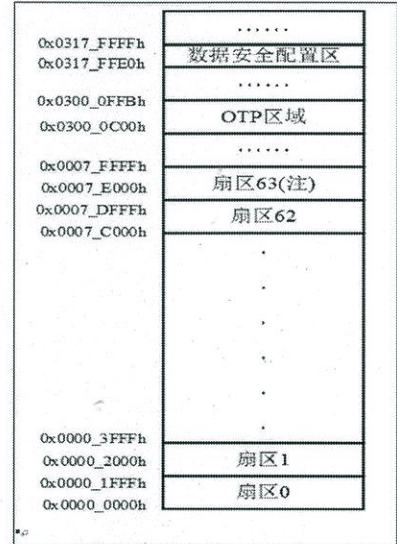 ......
0x0317_FFFFh
0x0317_FFE0h 数据安全配置区
......
0x0300_0FFBh
0x0300_0C00h OTP区域
......
0x0007_FFFFh
0x0007_E000h 扇区63(注)
0x0007_DFFFh
0x0007_C000h 扇区62
.
.
.
.
.
.
0x0000_3FFFh
0x0000_2000h 扇区1
0x0000_1FFFh
0x0000_0000h 扇区0